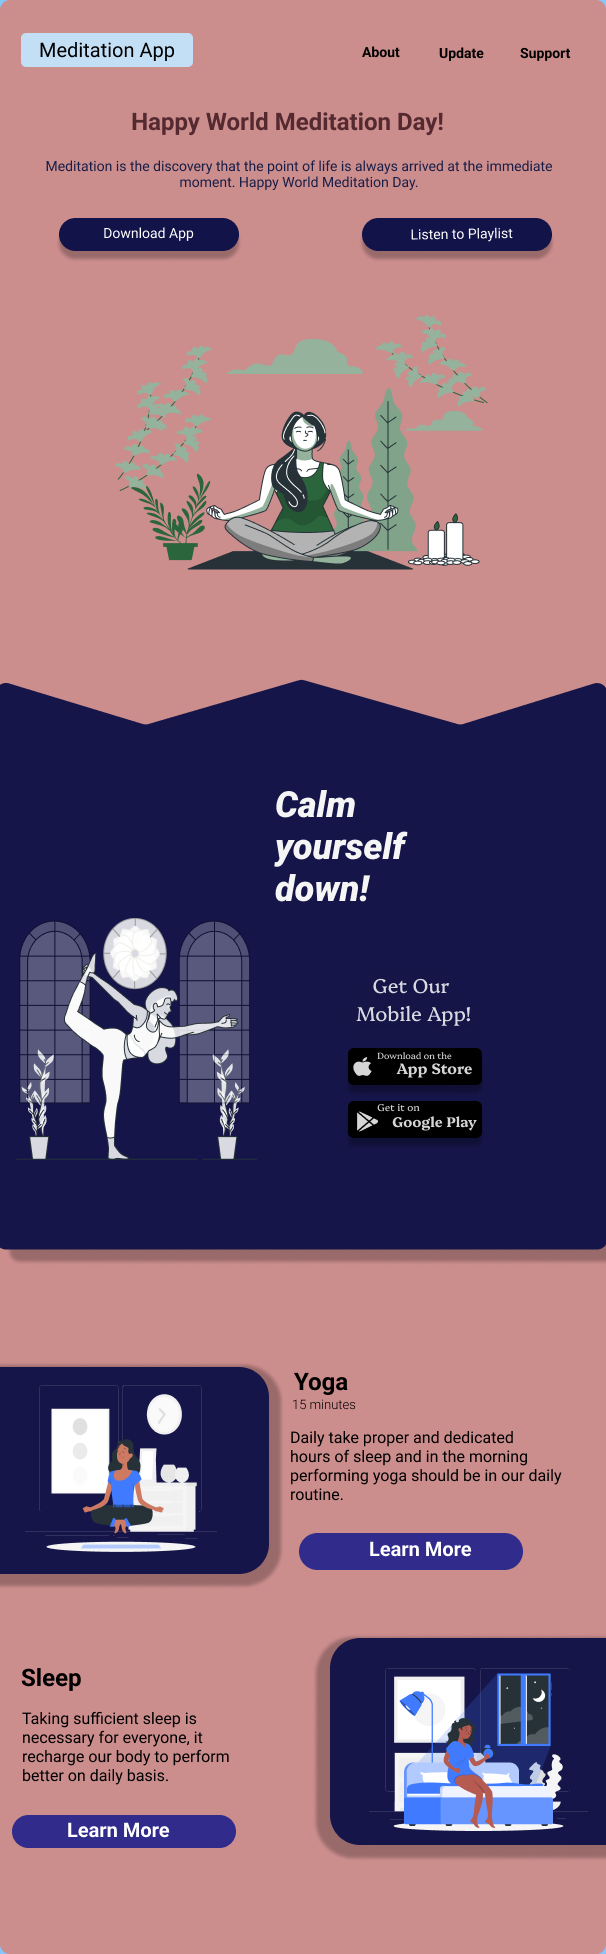 Meditation App
About
Update
Support
Happy World Meditation Day!
Meditation is the discovery that the point of life is always arrived at the immediate
moment. Happy World Meditation Day.
Download App
Listen to Playlist
Calm
yourself
down!
Get Our
Mobile App!
Download on the
App Store
Get it on
Google Play
Yoga
15 minutes
Daily take proper and dedicated
hours of sleep and in the morning
performing yoga should be in our daily
routine.
Learn More
Sleep
Taking sufficient sleep is
necessary for everyone, it
recharge our body to perform
better on daily basis.
Learn More